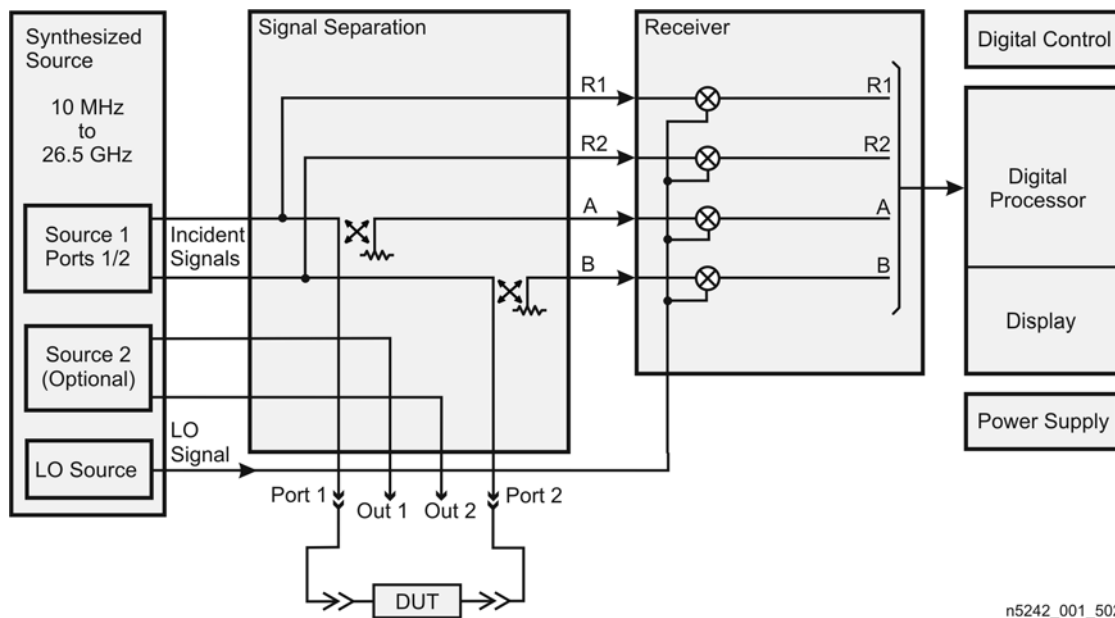 Synthesized
Source
10 MHz
to
26.5 GHz
Source 1
Ports 1/2
Source 2
(Optional)
LO Source
Incident
Signals
LO
Signal
Signal Separation
R1
R2
A
B
Receiver
R1
R2
A
B
Digital Control
Digital
Processor
Display
Power Supply
Port 1
Out 1
Out 2
Port 2
DUT
n5242_001_502